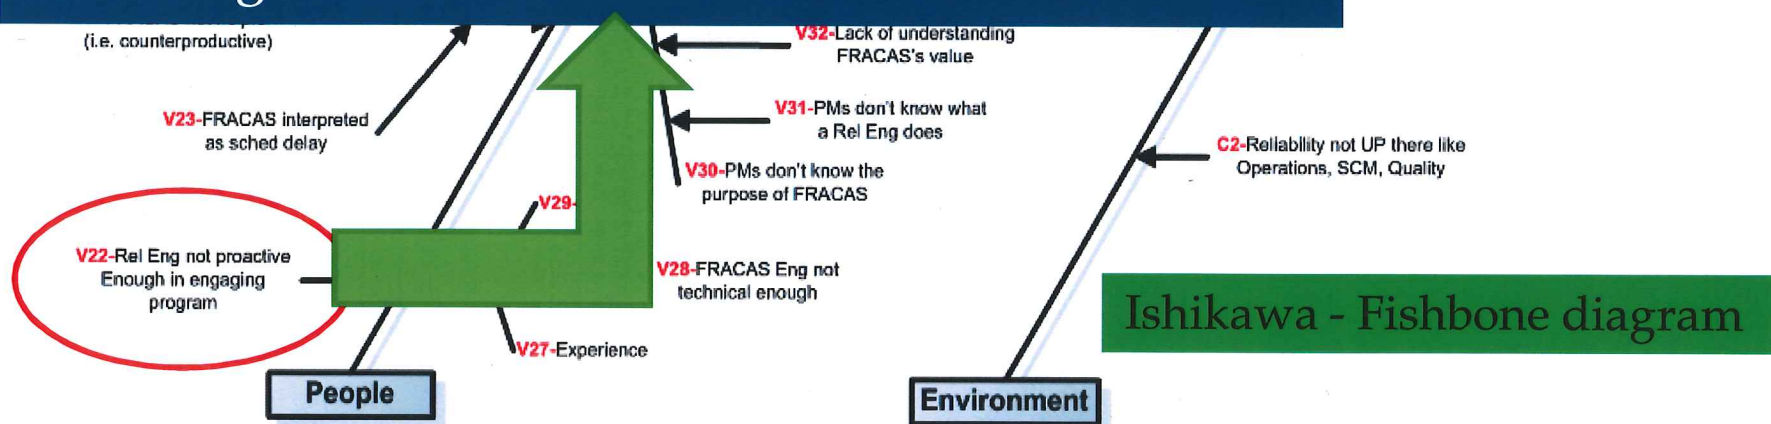 (i.e. counterproductive)
V23-FRACAS interpreted
as sched delay
V22-Rel Eng not proactive
Enough in engaging
program
V32-Lack of understanding
FRACAS's value
V31-PMs don't know what
a Rel Eng does
V30-PMs don't know the
purpose of FRACAS
V29-
V28-FRACAS Eng not
technical enough
V27-Experience
C2-Reliability not UP there like
Operations, SCM, Quality
Ishikawa - Fishbone diagram
People
Environment